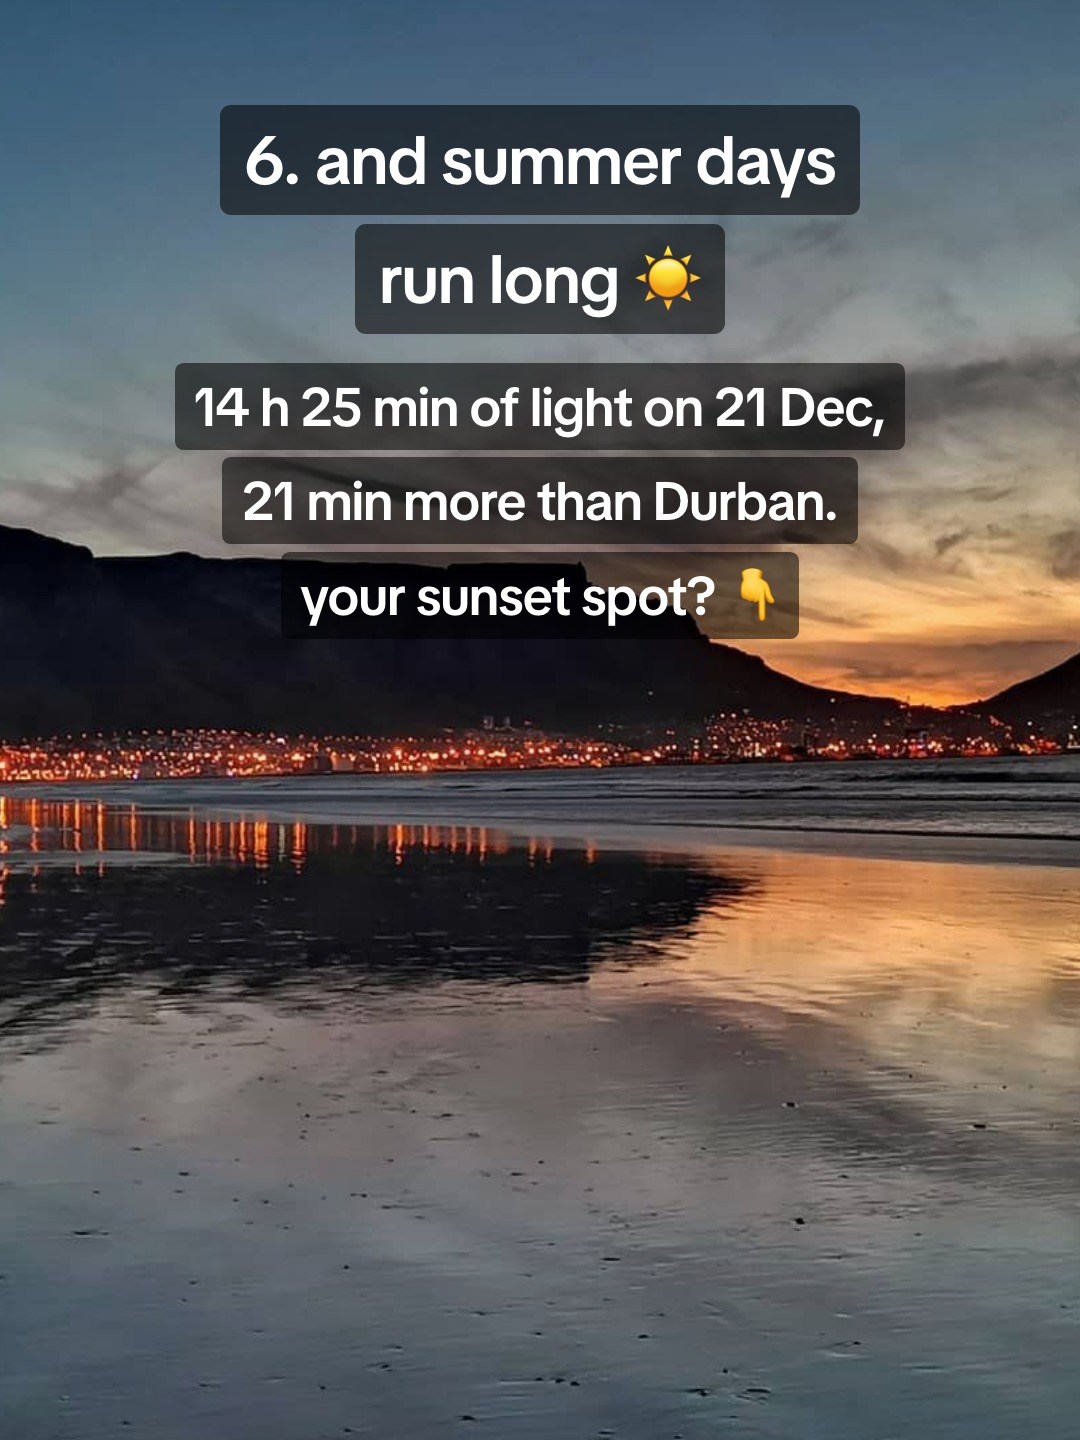 6. and summer days
run long ☀️
14 h 25 min of light on 21 Dec,
21 min more than Durban.
your sunset spot? 👇